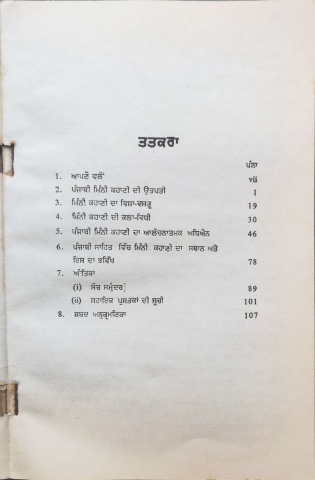 ਤਤਕਰਾ
ਪੰਨਾ
1. ਆਪਣੇ ਵਲੋਂ vii
2. ਪੰਜਾਬੀ ਮਿੰਨੀ ਕਹਾਣੀ ਦੀ ਉਤਪਤੀ 1
3. ਮਿੰਨੀ ਕਹਾਣੀ ਦਾ ਵਿਸ਼ਾ-ਵਸਤੂ 19
4. ਮਿੰਨੀ ਕਹਾਣੀ ਦੀ ਕਲਾ-ਵਿਧੀ 30
5. ਪੰਜਾਬੀ ਮਿੰਨੀ ਕਹਾਣੀ ਦਾ ਆਲੋਚਨਾਤਮਕ ਅਧਿਐਨ 46
6. ਪੰਜਾਬੀ ਸਾਹਿਤ ਵਿੱਚ ਮਿੰਨੀ ਕਹਾਣੀ ਦਾ ਸਥਾਨ ਅਤੇ
ਇਸ ਦਾ ਭਵਿੱਖ 78
7. ਅੰਤਿਕਾ
(i) ਸੋਚ ਸਮੁੰਦਰ] 89
(ii) ਸਹਾਇਕ ਪੁਸਤਕਾਂ ਦੀ ਸੂਚੀ 101
8. ਸ਼ਬਦ ਅਨੁਕ੍ਰਮਣਿਕਾ 107